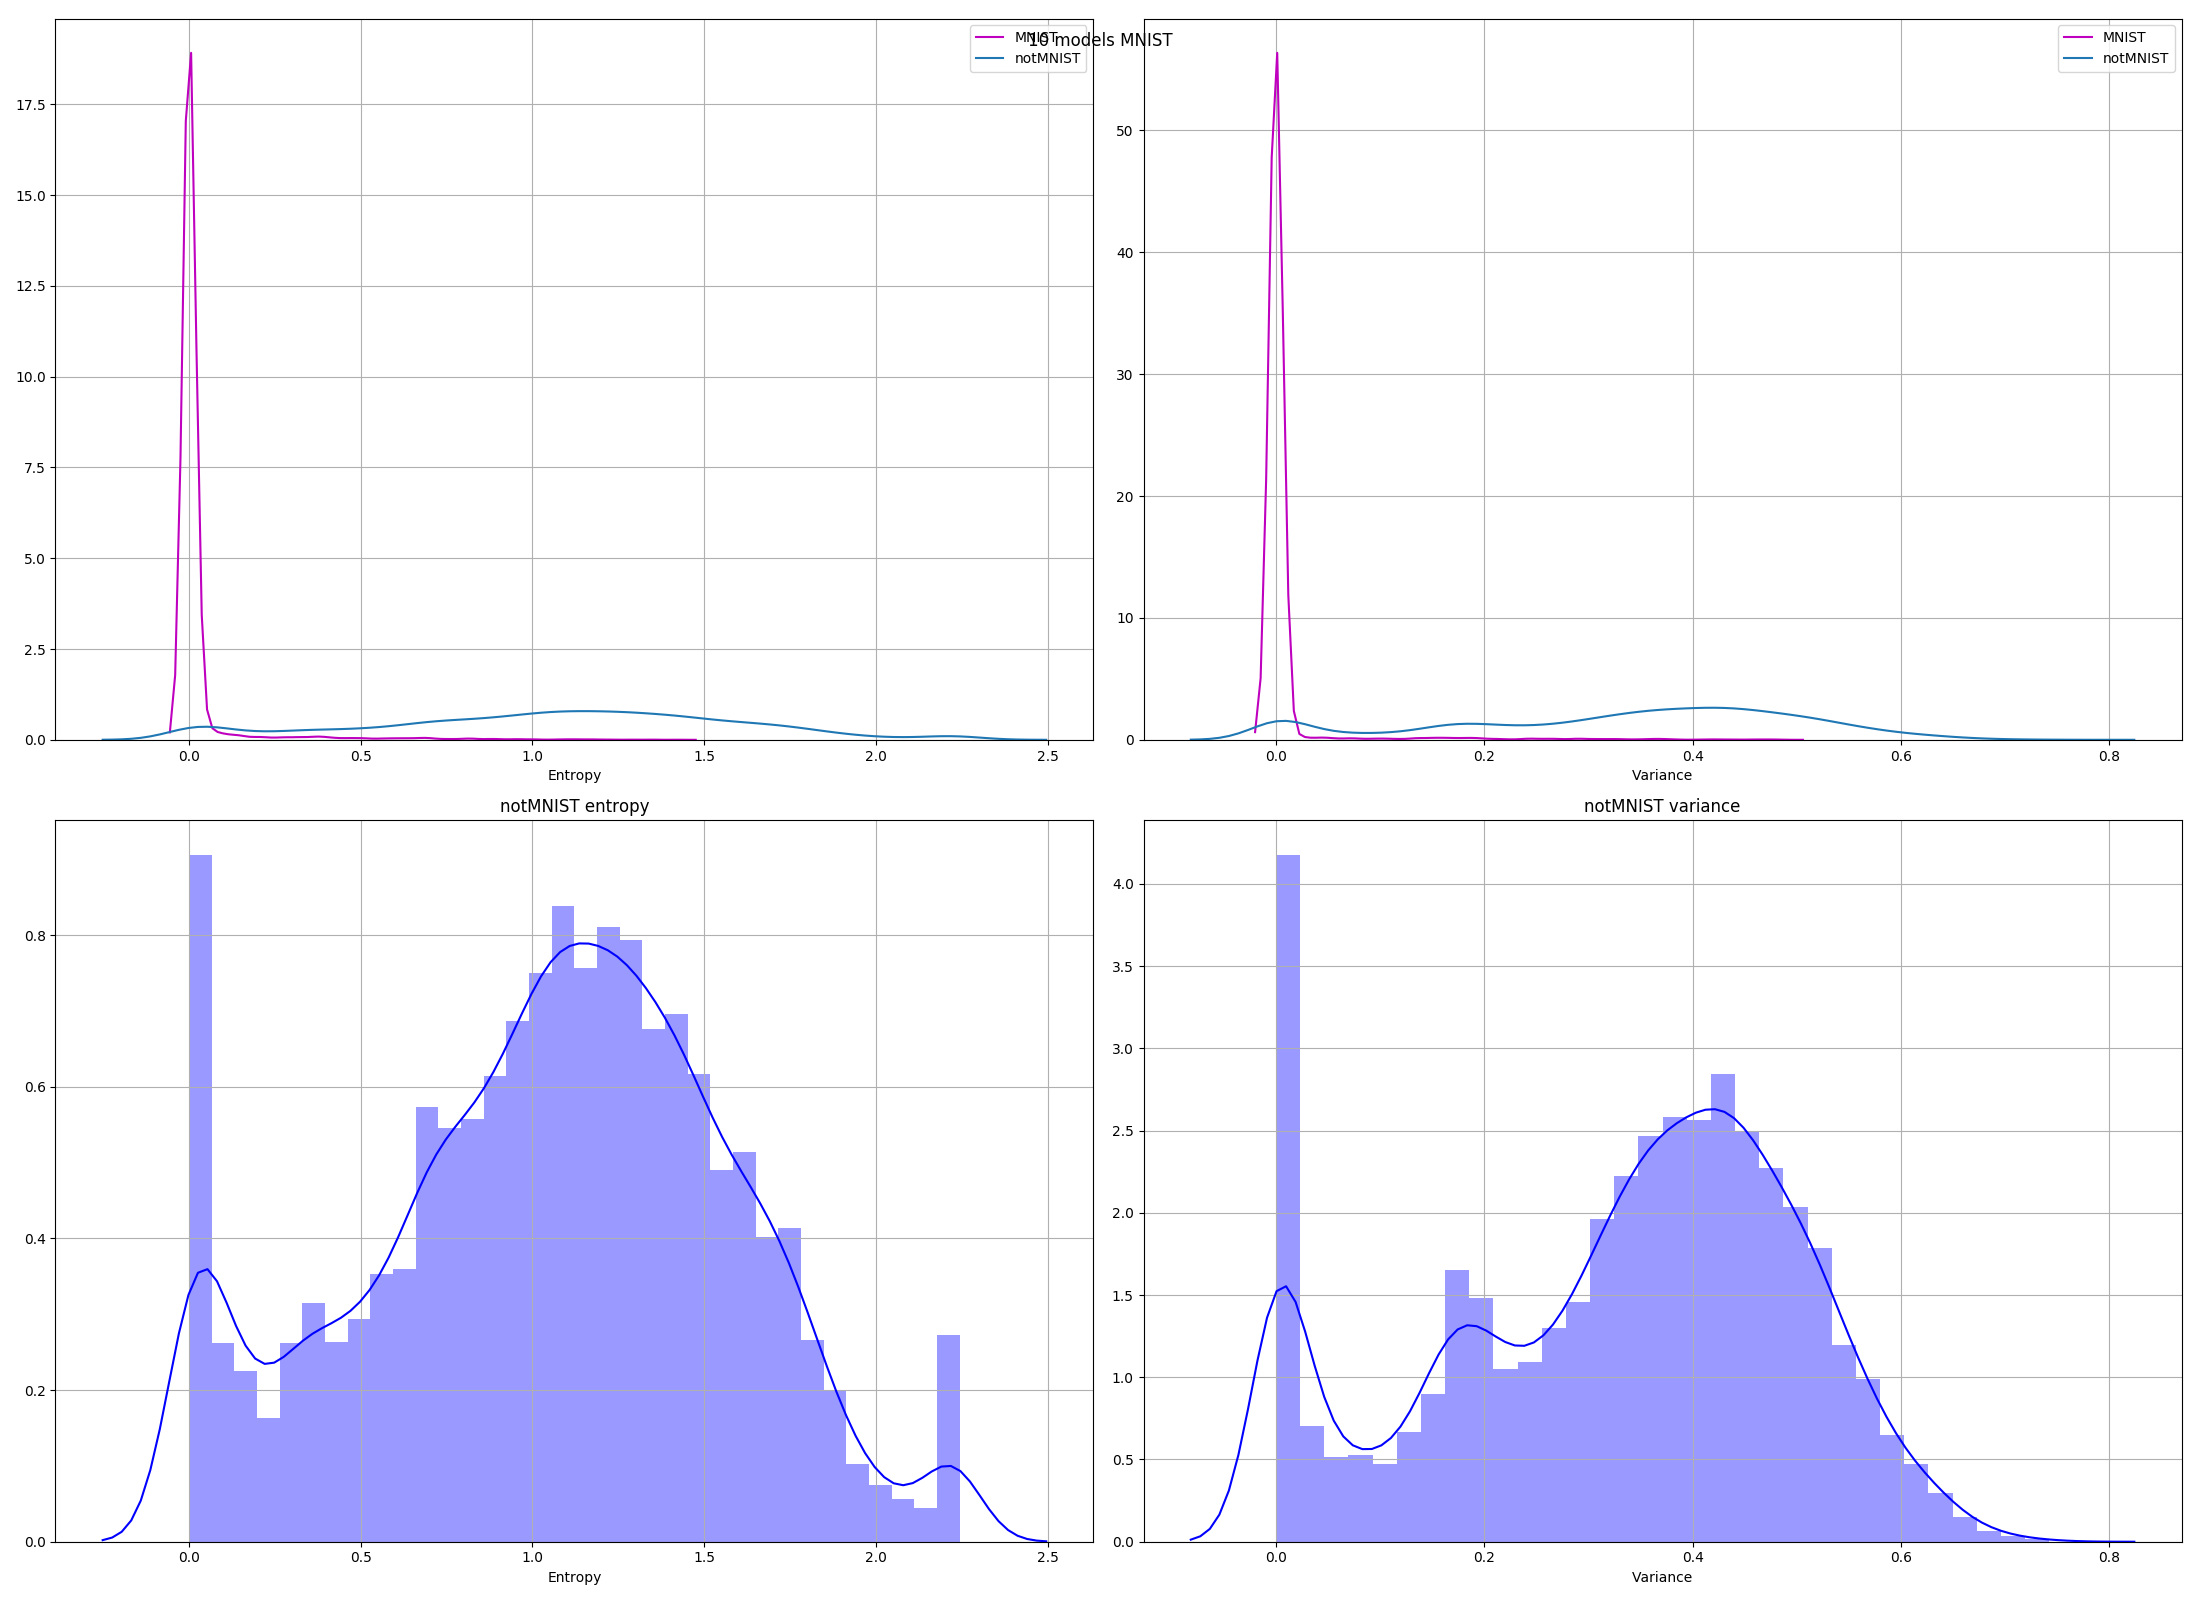 10 models MNIST
MNIST
notMNIST
17.5
15.0
12.5
10.0
7.5
5.0
2.5
0.0
0.0 0.5 1.0 1.5 2.0 2.5
Entropy
MNIST
notMNIST
50
40
30
20
10
0
0.0 0.2 0.4 0.6 0.8
Variance
notMNIST entropy
0.8
0.6
0.4
0.2
0.0
0.0 0.5 1.0 1.5 2.0 2.5
Entropy
notMNIST variance
4.0
3.5
3.0
2.5
2.0
1.5
1.0
0.5
0.0
0.0 0.2 0.4 0.6 0.8
Variance